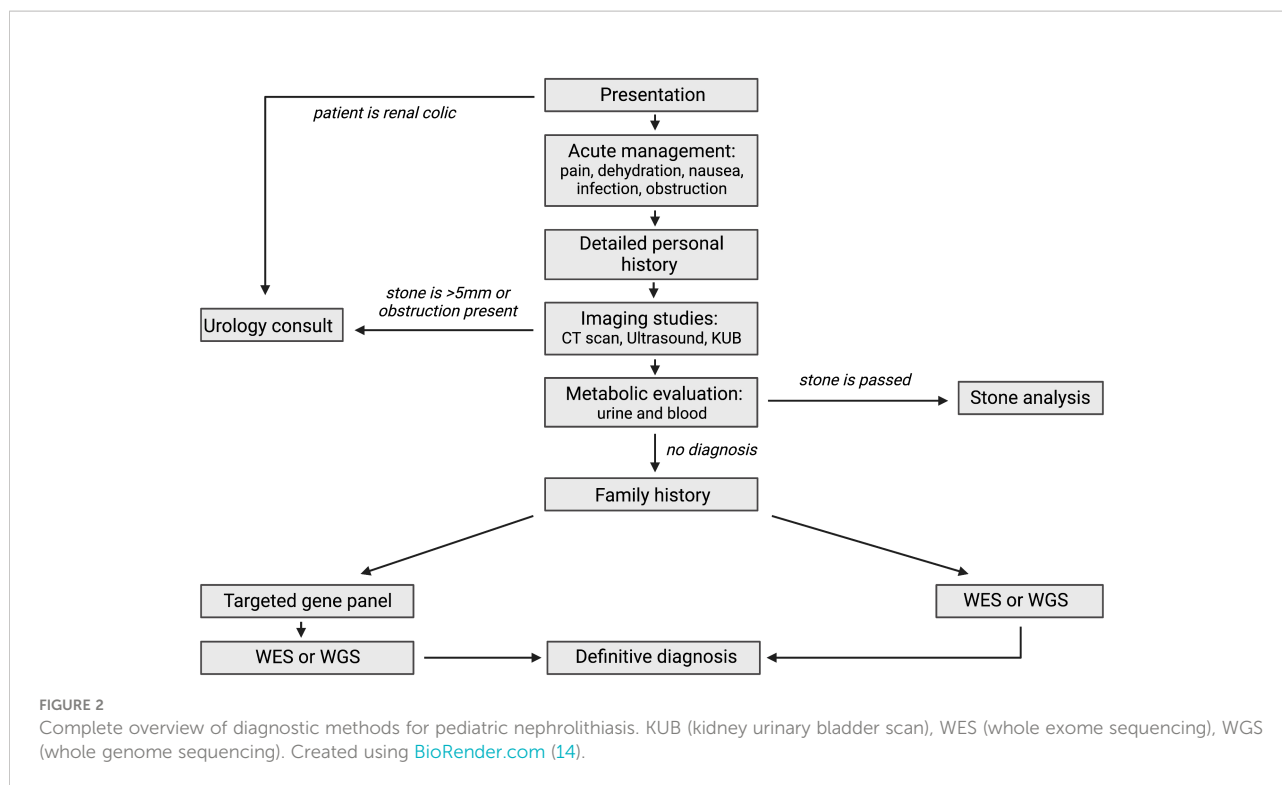 Presentation
patient is renal colic
Acute management:
pain, dehydration, nausea,
infection, obstruction
Detailed personal
history
stone is >5mm or
obstruction present
Urology consult
Imaging studies:
CT scan, Ultrasound, KUB
Metabolic evaluation:
urine and blood
stone is passed
Stone analysis
no diagnosis
Family history
Targeted gene panel
WES or WGS
WES or WGS
Definitive diagnosis
FIGURE 2
Complete overview of diagnostic methods for pediatric nephrolithiasis. KUB (kidney urinary bladder scan), WES (whole exome sequencing), WGS
(whole genome sequencing). Created using BioRender.com (14).